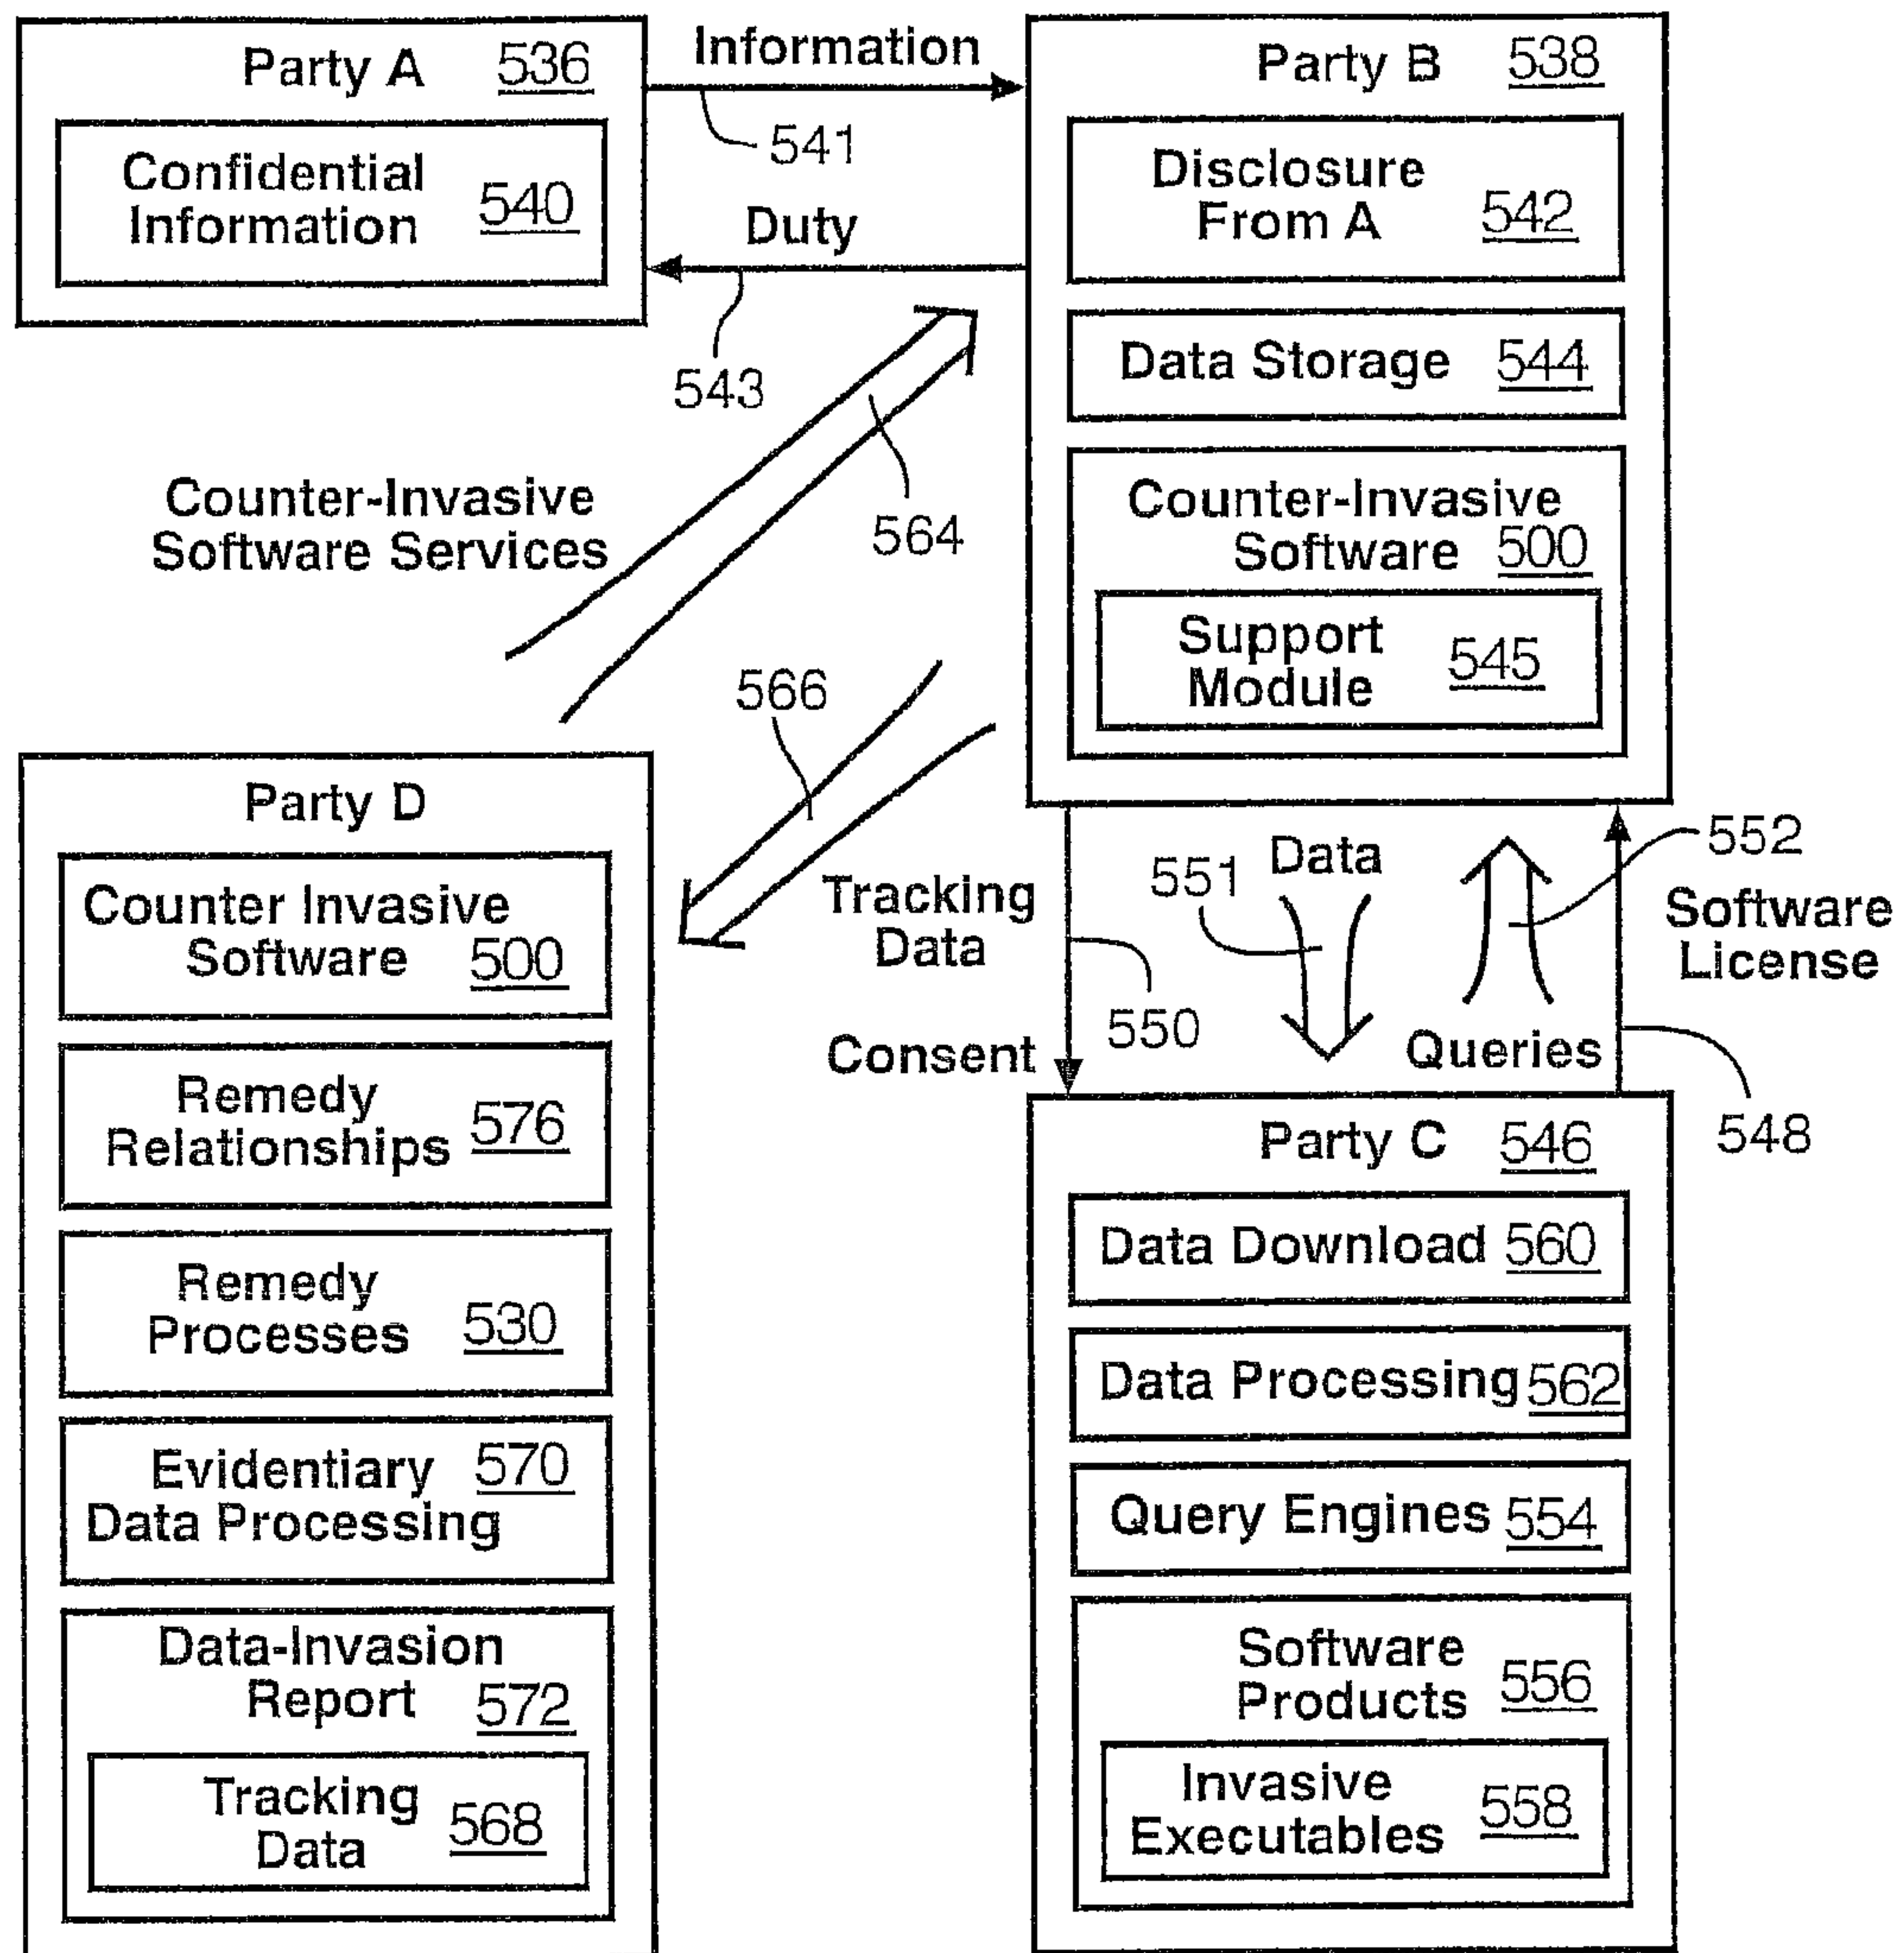 Party A 536
Confidential
Information 540
Information
541
Duty
543
Party B 538
Disclosure
From A 542
Data Storage 544
Counter-Invasive
Software 500
Support
Module 545
Counter-Invasive
Software Services
564
566
Tracking
Data
Party D
Counter Invasive
Software 500
Remedy
Relationships 576
Remedy
Processes 530
Evidentiary 570
Data Processing
Data-Invasion
Report 572
Tracking
Data 568
Consent
550
551
Data
552
Queries
Software
License
548
Party C 546
Data Download 560
Data Processing 562
Query Engines 554
Software
Products 556
Invasive
Executables 558